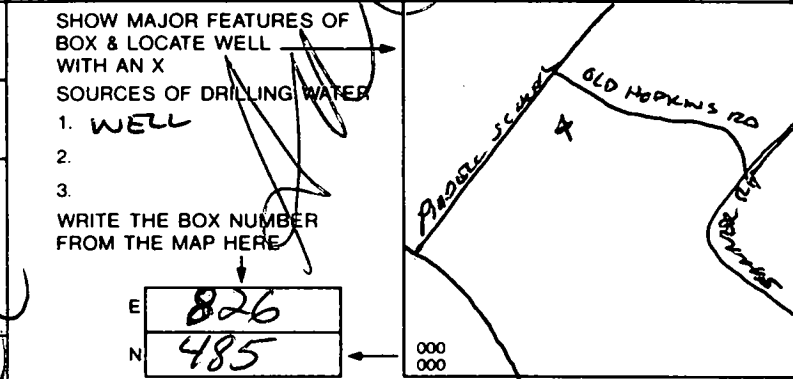 SHOW MAJOR FEATURES OF
BOX & LOCATE WELL
WITH AN X
SOURCES OF DRILLING WATER
1. WELL
2.
3.
WRITE THE BOX NUMBER
FROM THE MAP HERE
E 826
N 485
OLD HOPKINS RD
X
000
000